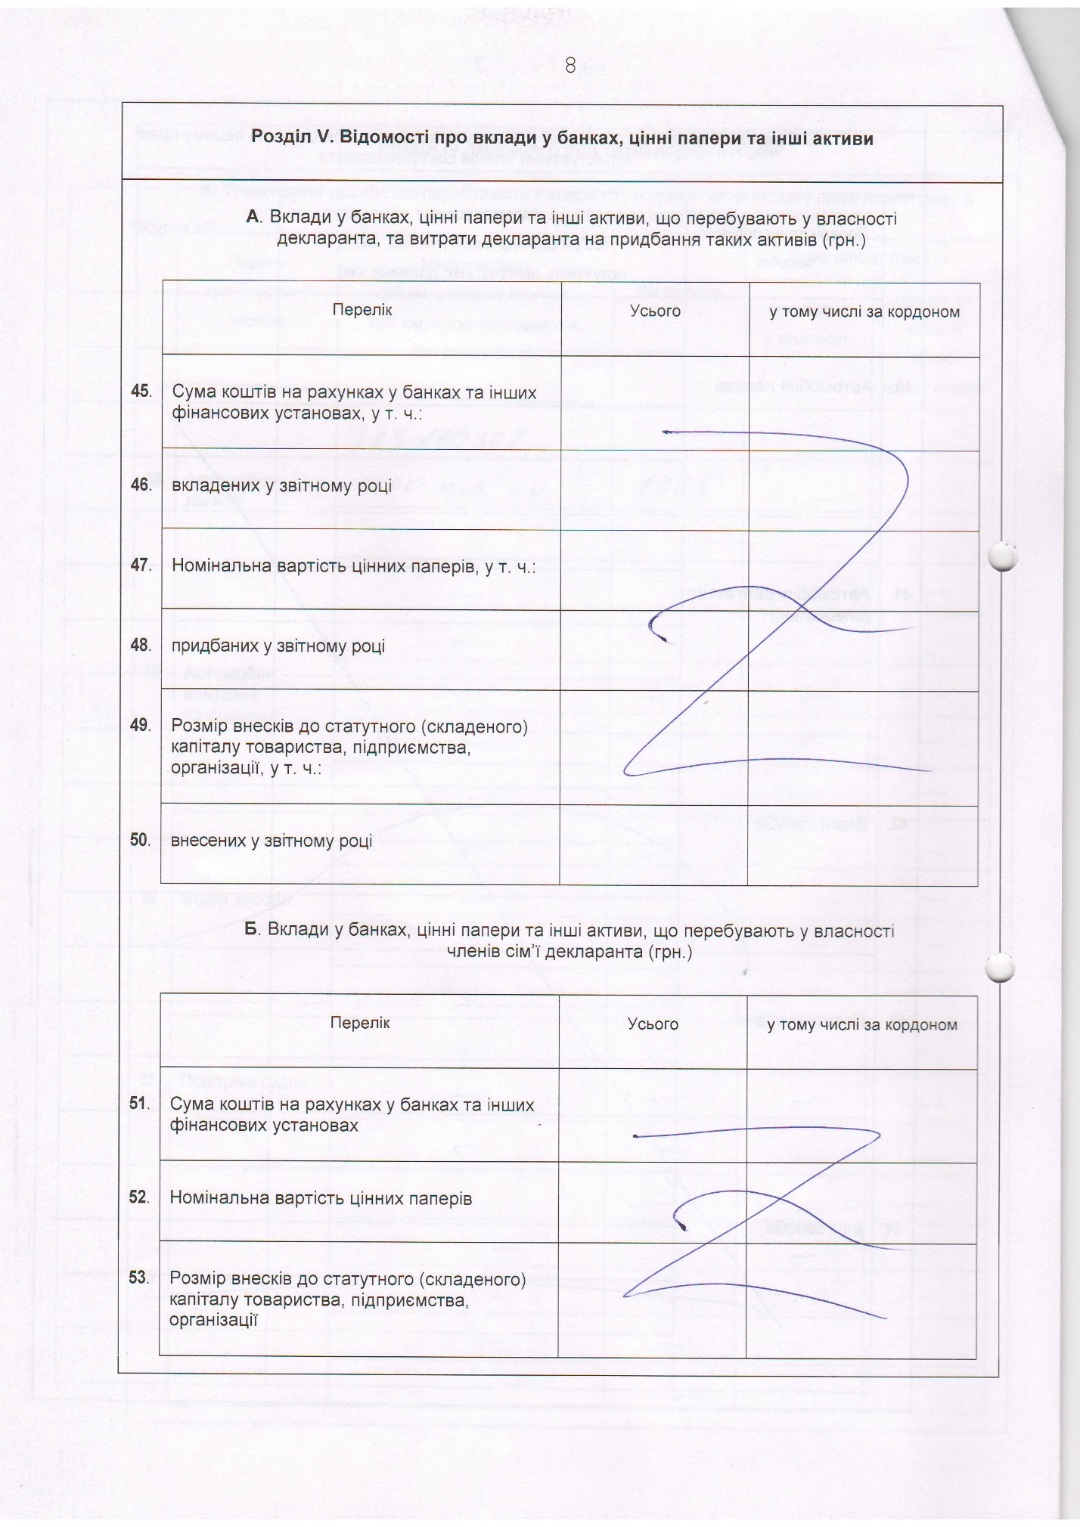 8
Розділ V. Відомості про вклади у банках, цінні папери та інші активи
А. Вклади у банках, цінні папери та інші активи, що перебувають у власності
декларанта, та витрати декларанта на придбання таких активів (грн.)
Перелік Усього у тому числі за кордоном
45. Сума коштів на рахунках у банках та інших
фінансових установах, у т. ч.:
46. вкладених у звітному році
47. Номінальна вартість цінних паперів, у т. ч.:
48. придбаних у звітному році
49. Розмір внесків до статутного (складеного)
капіталу товариства, підприємства,
організації, у т. ч.:
50. внесених у звітному році
Б. Вклади у банках, цінні папери та інші активи, що перебувають у власності
членів сім’ї декларанта (грн.)
Перелік Усього у тому числі за кордоном
51. Сума коштів на рахунках у банках та інших
фінансових установах
52. Номінальна вартість цінних паперів
53. Розмір внесків до статутного (складеного)
капіталу товариства, підприємства,
організації